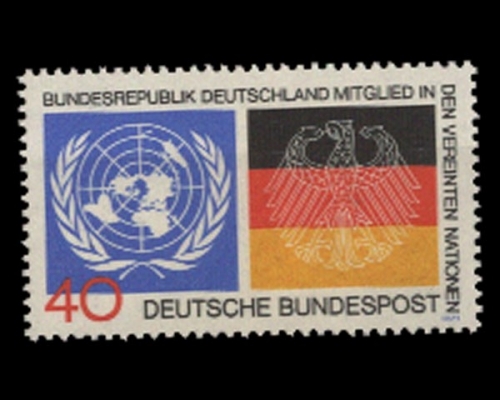 BUNDESREPUBLIK DEUTSCHLAND MITGLIED IN
DEN VEREINTEN NATIONEN
40
DEUTSCHE BUNDESPOST